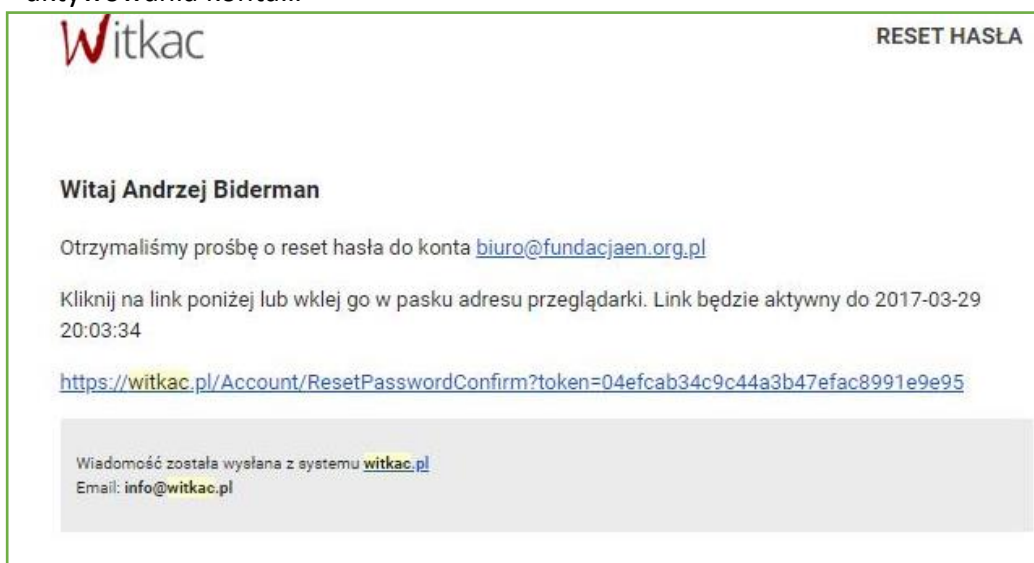 aktywowania konta...
Witkac
RESET HASŁA
Witaj Andrzej Biderman
Otrzymaliśmy prośbę o reset hasła do konta biuro@fundacjaen.org.pl
Kliknij na link poniżej lub wklej go w pasku adresu przeglądarki. Link będzie aktywny do 2017-03-29
20:03:34
https://witkac.pl/Account/ResetPasswordConfirm?token=04efcab34c9c44a3b47efac8991e9e95
Wiadomość została wysłana z systemu witkac.pl
Email: info@witkac.pl